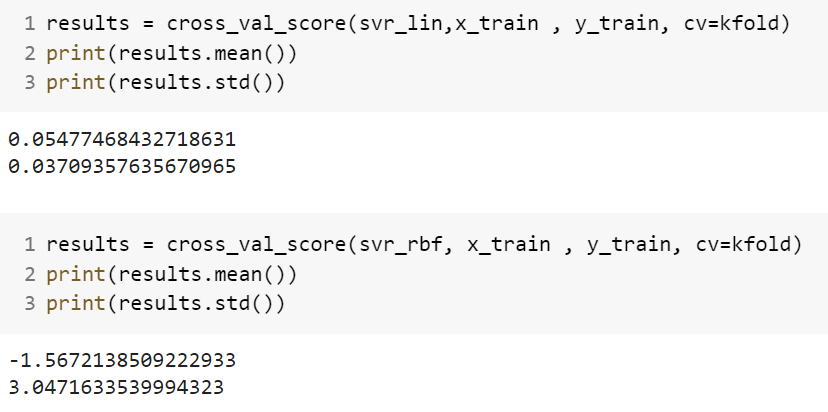 1 results = cross_val_score(svr_lin,x_train , y_train, cv=kfold)
2 print(results.mean())
3 print(results.std())
0.05477468432718631
0.03709357635670965
1 results = cross_val_score(svr_rbf, x_train , y_train, cv=kfold)
2 print(results.mean())
3 print(results.std())
-1.5672138509222933
3.0471633539994323